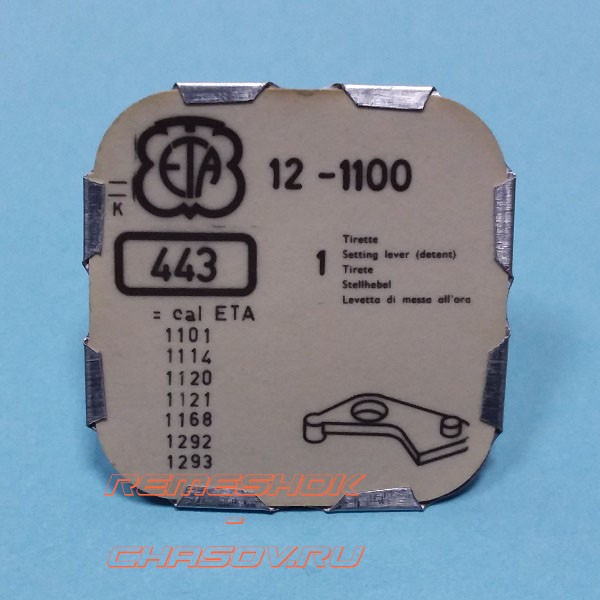 ETA 12 - 1100
K
443
1
Tirette
Setting lever (detent)
Tirete
Stellhebel
Levetta di messa all'ora
= cal ETA
1101
1114
1120
1121
1168
1292
1293
REMESHOK
-
CHASOV.RU